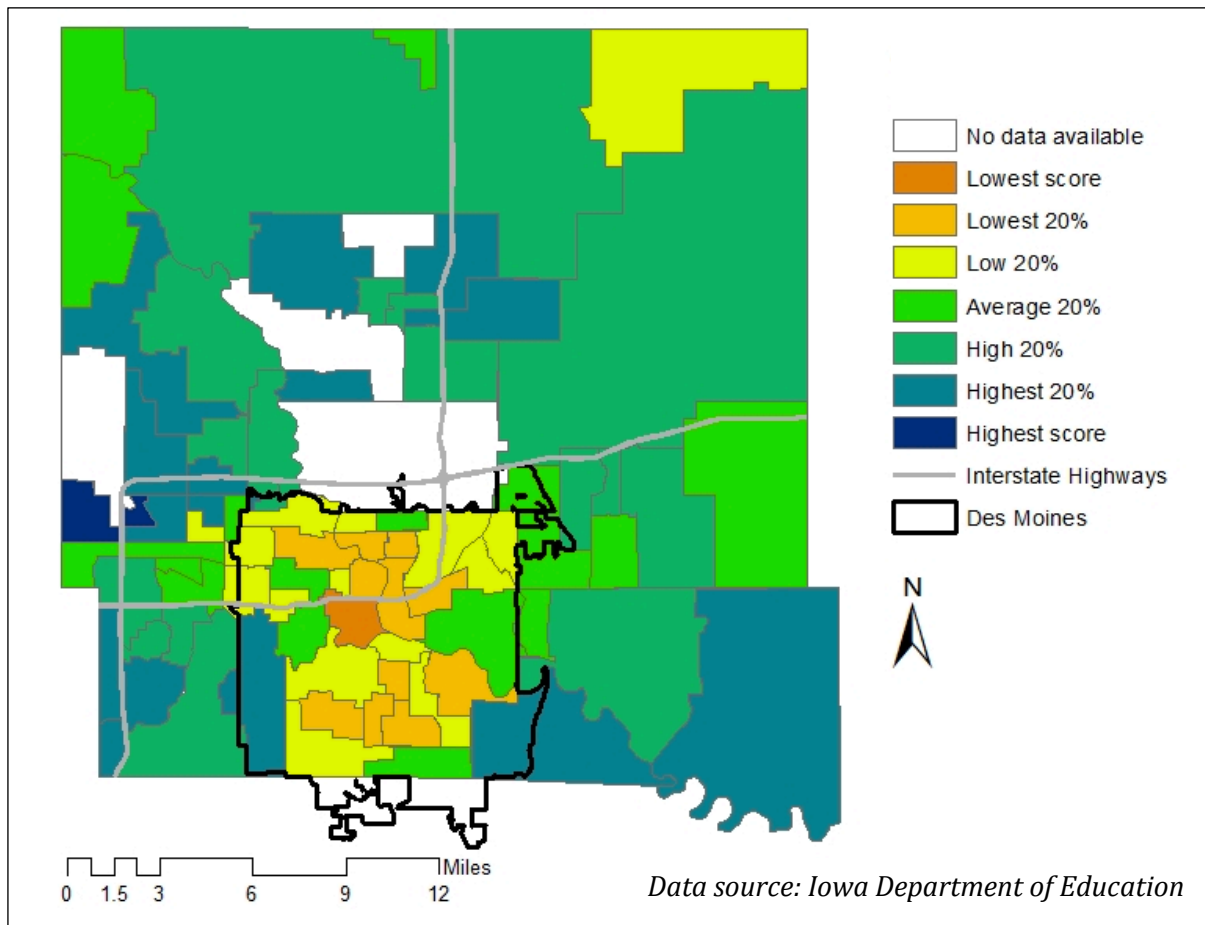 No data available
Lowest score
Lowest 20%
Low 20%
Average 20%
High 20%
Highest 20%
Highest score
Interstate Highways
Des Moines
N
Miles
0 1.5 3 6 9 12
Data source: Iowa Department of Education